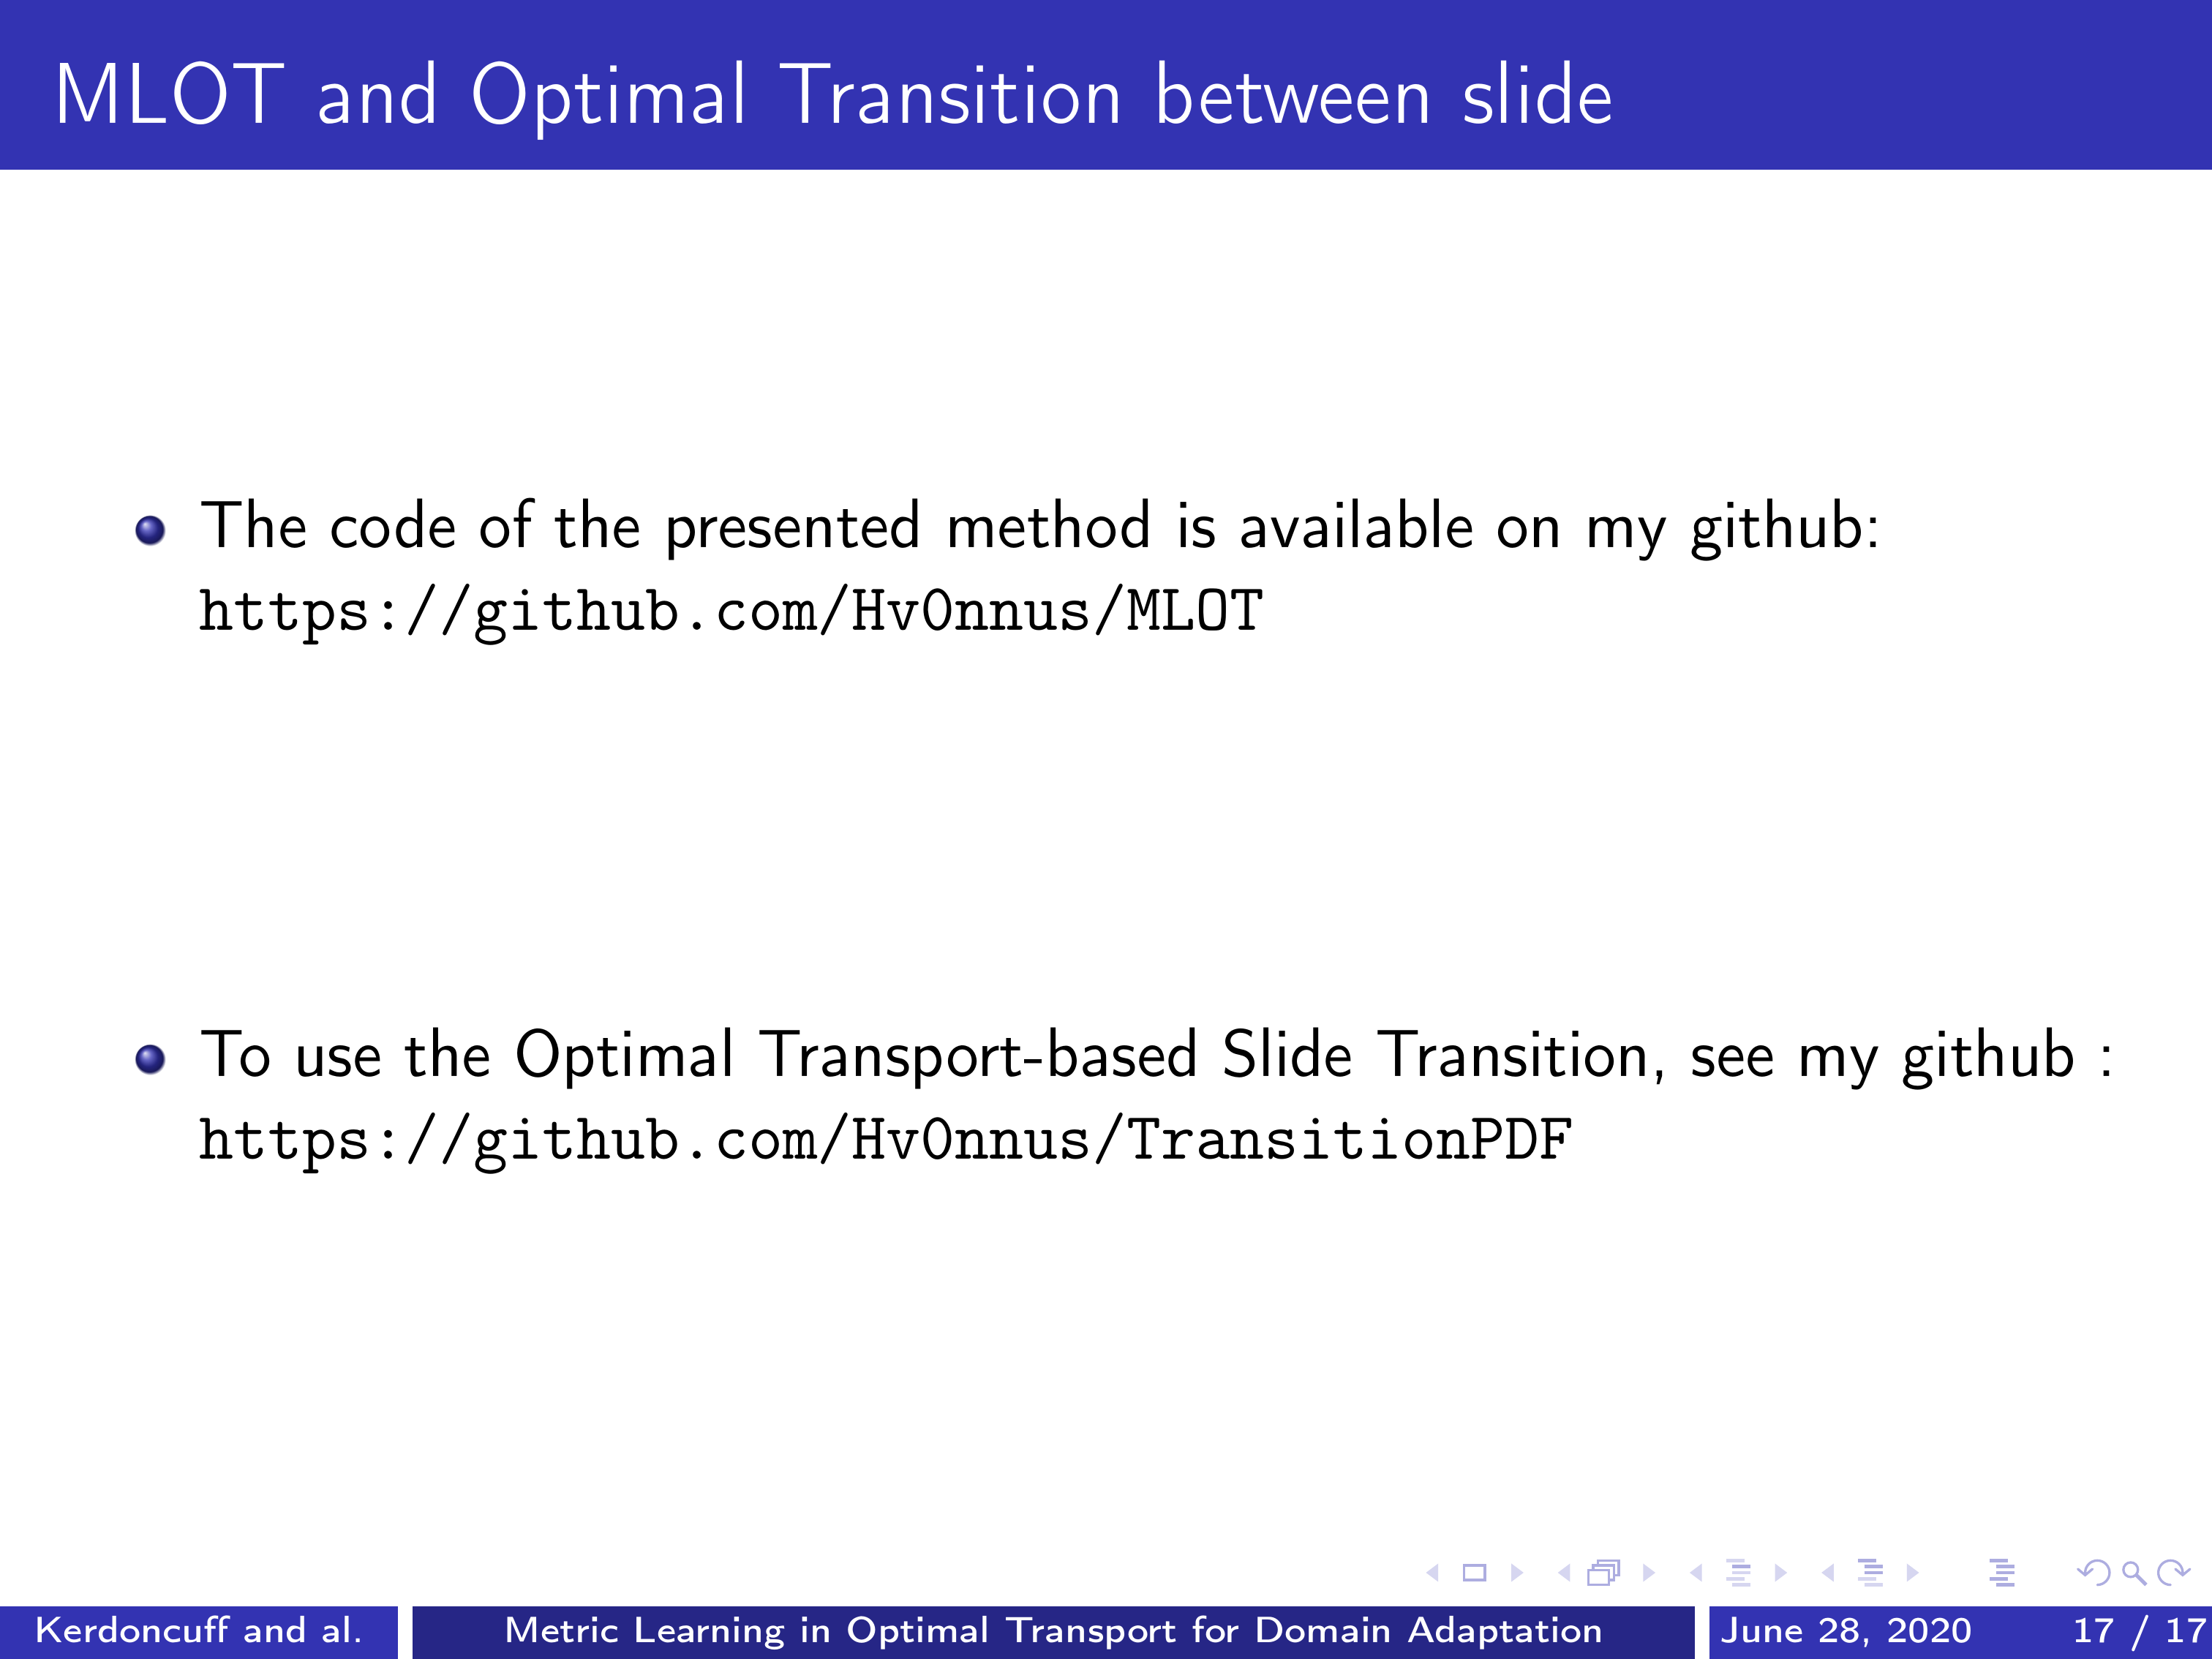 MLOT and Optimal Transition between slide
The code of the presented method is available on my github:
https://github.com/Hv0nnus/MLOT
To use the Optimal Transport-based Slide Transition, see my github :
https://github.com/Hv0nnus/TransitionPDF
Kerdoncuff and al. Metric Learning in Optimal Transport for Domain Adaptation June 28, 2020 17 / 17